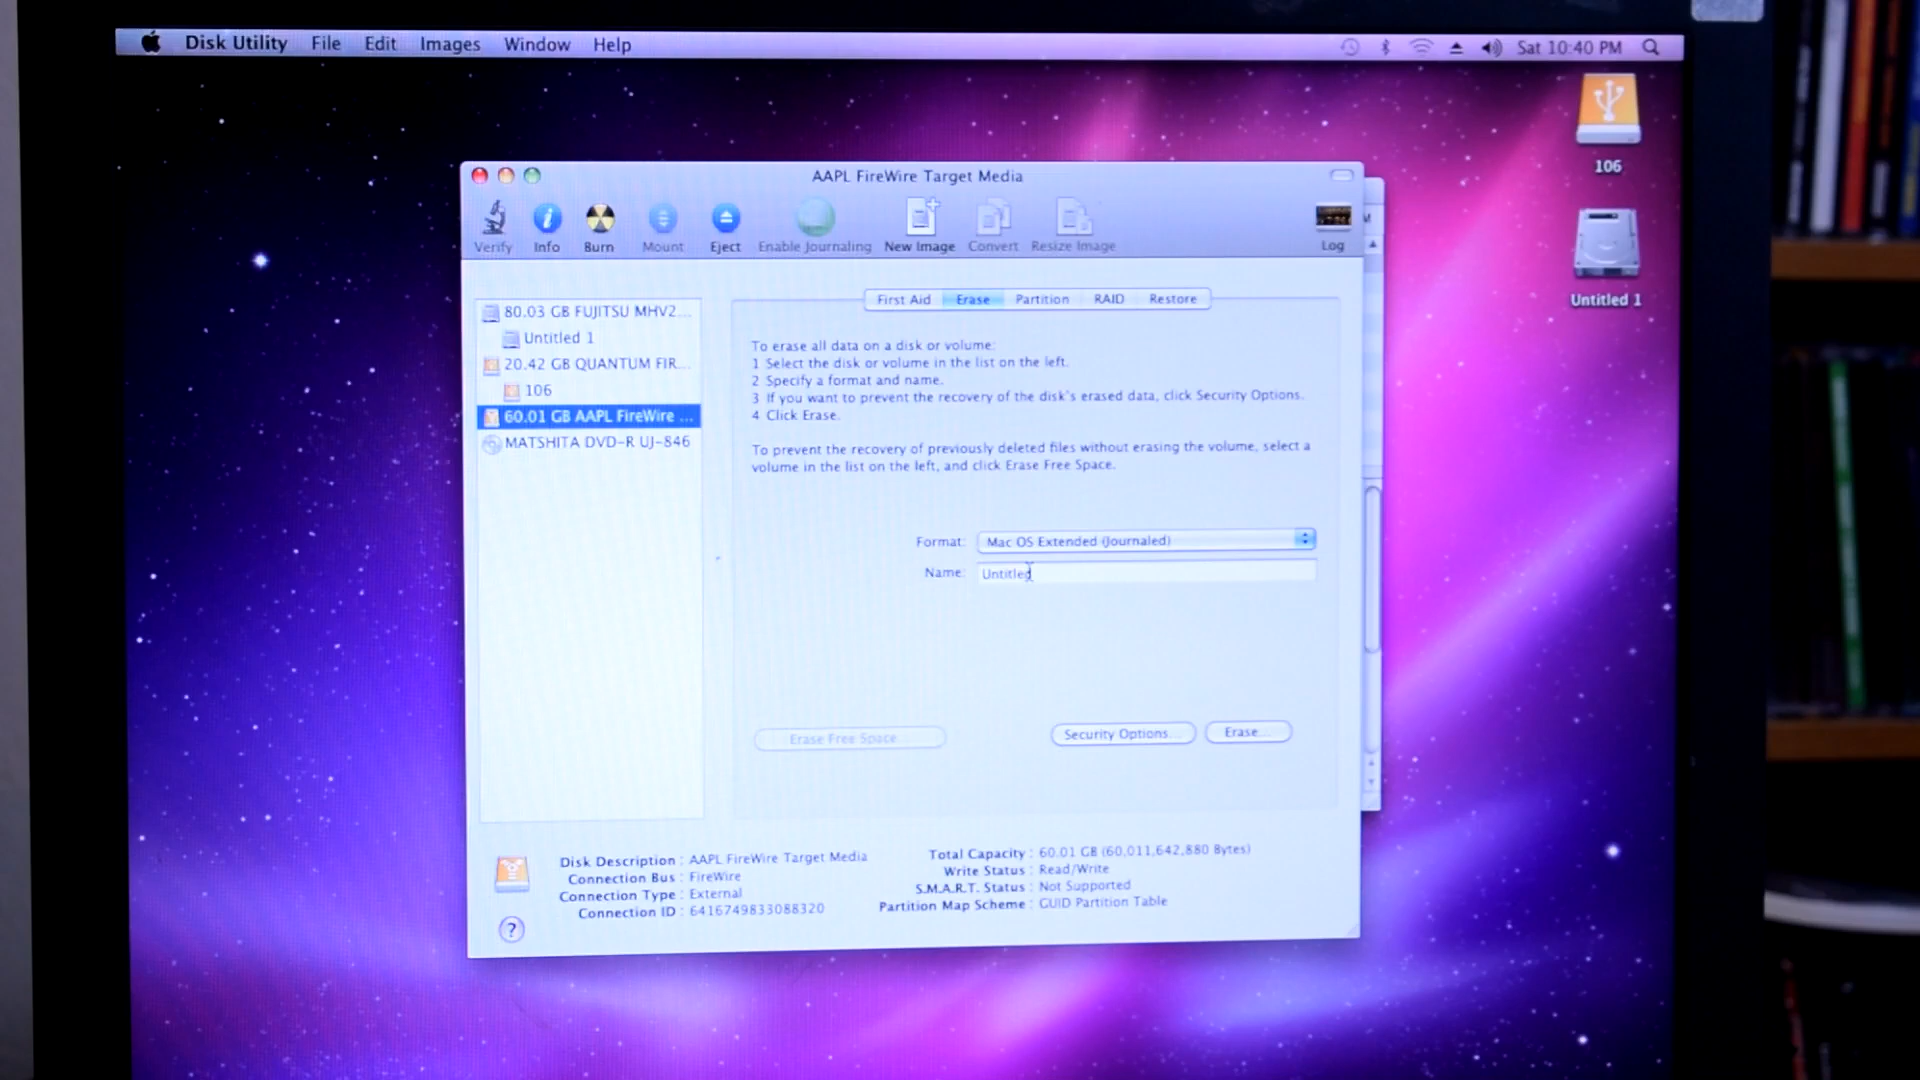 Disk Utility File Edit Images Window Help
Sat 10:40 PM
106
Untitled 1
AAPL FireWire Target Media
Verify Info Burn Mount Eject Enable Journaling New Image Convert Resize Image Log
First Aid Erase Partition RAID Restore
80.03 GB FUJITSU MHV2...
Untitled 1
20.42 GB QUANTUM FIR...
106
60.01 GB AAPL FireWire ...
MATSHITA DVD-R UJ-846
To erase all data on a disk or volume:
1 Select the disk or volume in the list on the left.
2 Specify a format and name.
3 If you want to prevent the recovery of the disk's erased data, click Security Options.
4 Click Erase.
To prevent the recovery of previously deleted files without erasing the volume, select a
volume in the list on the left, and click Erase Free Space.
Format: Mac OS Extended (Journaled)
Name: Untitled
Erase Free Space... Security Options... Erase...
Disk Description : AAPL FireWire Target Media
Connection Bus : FireWire
Connection Type : External
Connection ID : 6416749833088320
Total Capacity : 60.01 GB (60,011,642,880 Bytes)
Write Status : Read/Write
S.M.A.R.T. Status : Not Supported
Partition Map Scheme : GUID Partition Table
?